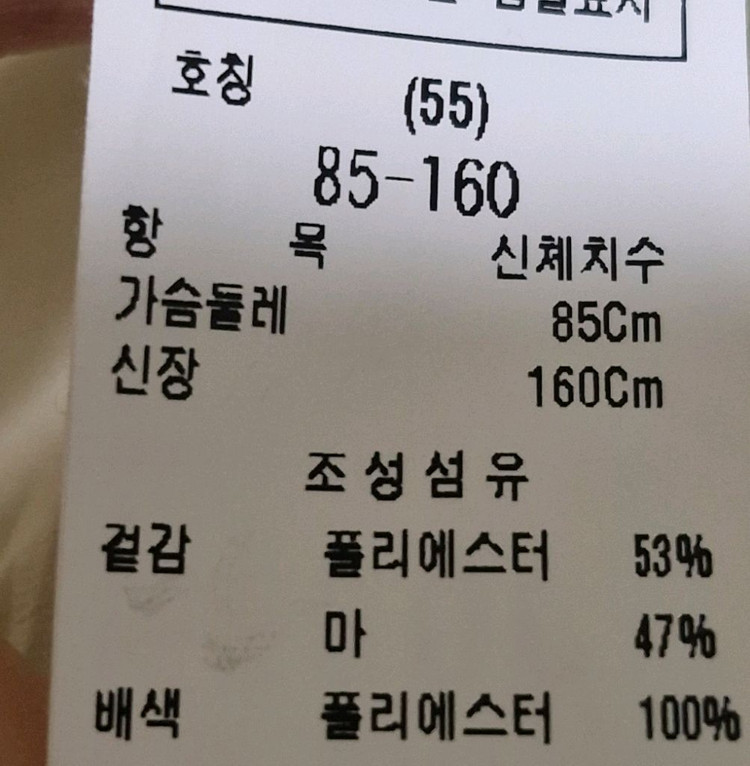 호칭 (55)
85-160
항 목 신체치수
가슴둘레 85Cm
신장 160Cm
조성섬유
겉감 폴리에스터 53%
마 47%
배색 폴리에스터 100%